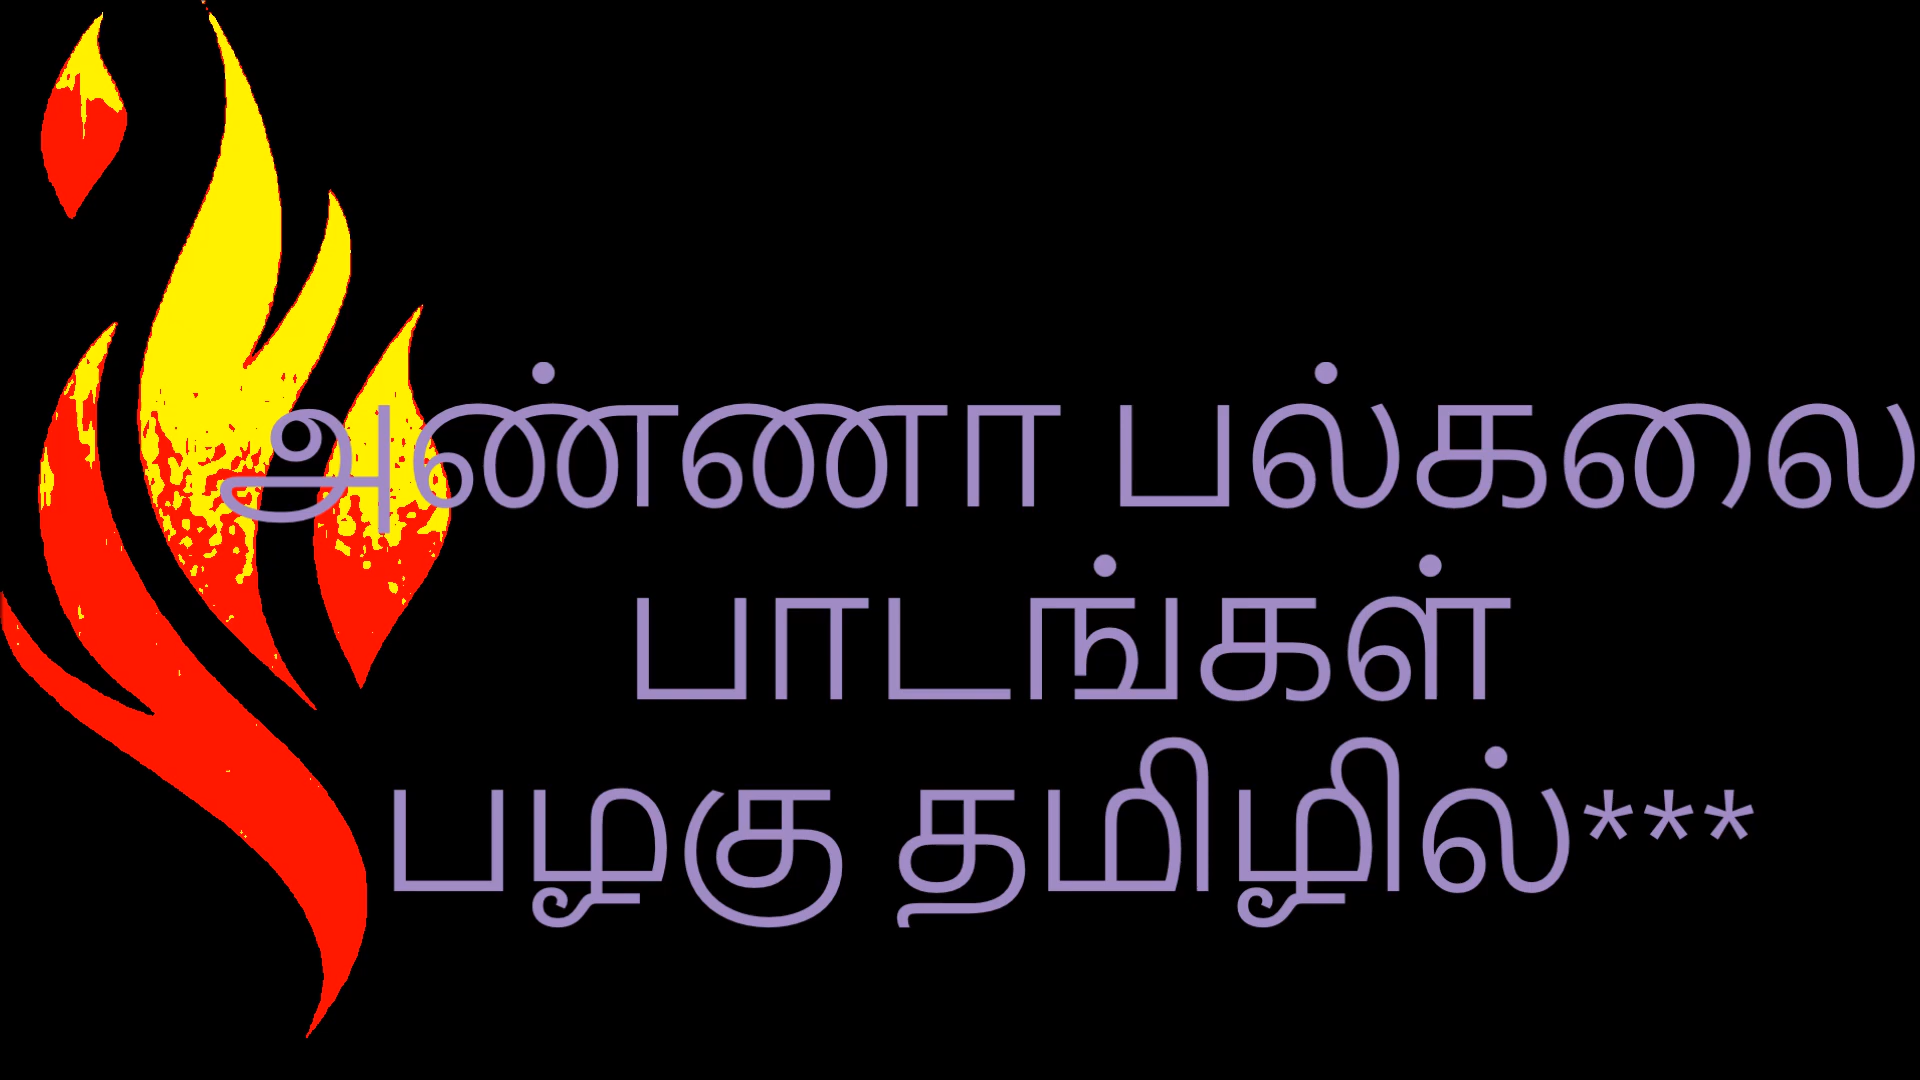 அண்ணா பல்கலை
பாடங்கள்
பழகு தமிழில்***